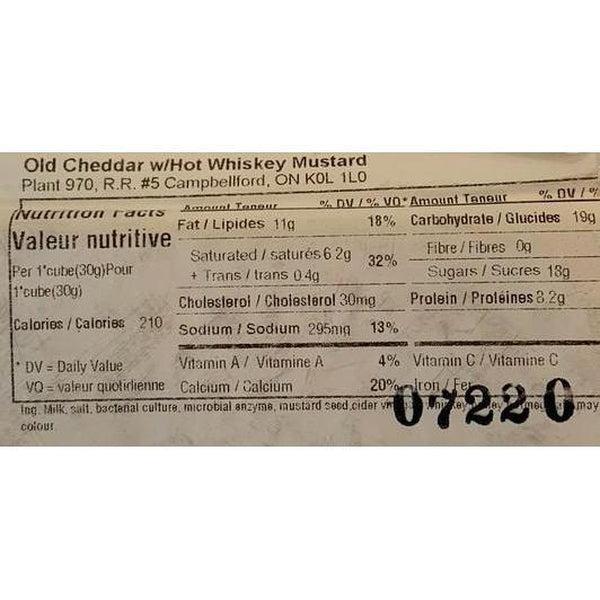 Old Cheddar w/Hot Whiskey Mustard
Plant 970, R.R. #5 Campbellford, ON K0L 1L0
Nutrition Facts
Valeur nutritive
Per 1"cube(30g)Pour
1"cube(30g)
Calories / Calories 210
* DV = Daily Value
VQ = valeur quotidienne
Amount Teneur % DV / % VQ*
Fat / Lipides 11g 18%
Saturated / saturés 6.2g
+ Trans / trans 0.4g 32%
Cholesterol / Cholésterol 30mg
Sodium / Sodium 295mg 13%
Vitamin A / Vitamine A 4%
Calcium / Calcium 20%
Amount Teneur % DV / %
Carbohydrate / Glucides 19g
Fibre / Fibres 0g
Sugars / Sucres 18g
Protein / Protéines 8.2g
Vitamin C / Vitamine C
Iron / Fer
Ing. Milk, salt, bacterial culture, microbial enzyme, mustard seed,cider may
colour.
07220